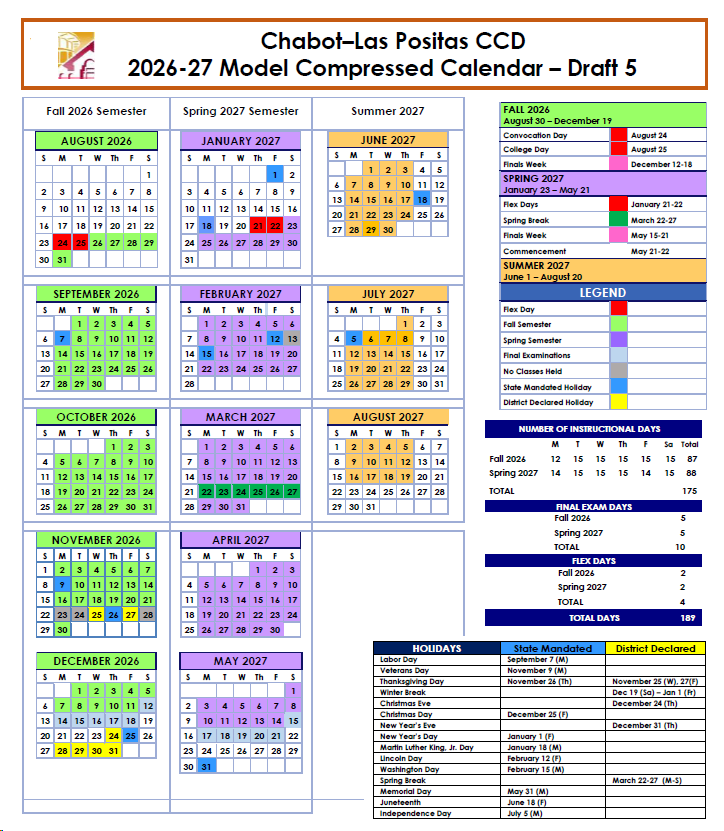 Chabot–Las Positas CCD
2026-27 Model Compressed Calendar – Draft 5
Fall 2026 Semester
AUGUST 2026
S M T W Th F S
1
2 3 4 5 6 7 8
9 10 11 12 13 14 15
16 17 18 19 20 21 22
23 24 25 26 27 28 29
30 31
SEPTEMBER 2026
S M T W Th F S
1 2 3 4 5
6 7 8 9 10 11 12
13 14 15 16 17 18 19
20 21 22 23 24 25 26
27 28 29 30
OCTOBER 2026
S M T W Th F S
1 2 3
4 5 6 7 8 9 10
11 12 13 14 15 16 17
18 19 20 21 22 23 24
25 26 27 28 29 30 31
NOVEMBER 2026
S M T W Th F S
1 2 3 4 5 6 7
8 9 10 11 12 13 14
15 16 17 18 19 20 21
22 23 24 25 26 27 28
29 30
DECEMBER 2026
S M T W Th F S
1 2 3 4 5
6 7 8 9 10 11 12
13 14 15 16 17 18 19
20 21 22 23 24 25 26
27 28 29 30 31
Spring 2027 Semester
JANUARY 2027
S M T W Th F S
1 2
3 4 5 6 7 8 9
10 11 12 13 14 15 16
17 18 19 20 21 22 23
24 25 26 27 28 29 30
31
FEBRUARY 2027
S M T W Th F S
1 2 3 4 5 6
7 8 9 10 11 12 13
14 15 16 17 18 19 20
21 22 23 24 25 26 27
28
MARCH 2027
S M T W Th F S
1 2 3 4 5 6
7 8 9 10 11 12 13
14 15 16 17 18 19 20
21 22 23 24 25 26 27
28 29 30 31
APRIL 2027
S M T W Th F S
1 2 3
4 5 6 7 8 9 10
11 12 13 14 15 16 17
18 19 20 21 22 23 24
25 26 27 28 29 30
MAY 2027
S M T W Th F S
1
2 3 4 5 6 7 8
9 10 11 12 13 14 15
16 17 18 19 20 21 22
23 24 25 26 27 28 29
30 31
Summer 2027
JUNE 2027
S M T W Th F S
1 2 3 4 5
6 7 8 9 10 11 12
13 14 15 16 17 18 19
20 21 22 23 24 25 26
27 28 29 30
JULY 2027
S M T W Th F S
1 2 3
4 5 6 7 8 9 10
11 12 13 14 15 16 17
18 19 20 21 22 23 24
25 26 27 28 29 30 31
AUGUST 2027
S M T W Th F S
1 2 3 4 5 6 7
8 9 10 11 12 13 14
15 16 17 18 19 20 21
22 23 24 25 26 27 28
29 30 31
FALL 2026
August 30 – December 19
Convocation Day August 24
College Day August 25
Finals Week December 12-18
SPRING 2027
January 23 – May 21
Flex Days January 21-22
Spring Break March 22-27
Finals Week May 15-21
Commencement May 21-22
SUMMER 2027
June 1 – August 20
LEGEND
Flex Day
Fall Semester
Spring Semester
Final Examinations
No Classes Held
State Mandated Holiday
District Declared Holiday
NUMBER OF INSTRUCTIONAL DAYS
M T W Th F Sa Total
Fall 2026 12 15 15 15 15 15 87
Spring 2027 14 15 15 15 14 15 88
TOTAL 175
FINAL EXAM DAYS
Fall 2026 5
Spring 2027 5
TOTAL 10
FLEX DAYS
Fall 2026 2
Spring 2027 2
TOTAL 4
TOTAL DAYS 189
HOLIDAYS State Mandated District Declared
Labor Day September 7 (M)
Veterans Day November 9 (M)
Thanksgiving Day November 26 (Th) November 25 (W), 27(F)
Winter Break Dec 19 (Sa) – Jan 1 (Fr)
Christmas Eve December 24 (Th)
Christmas Day December 25 (F)
New Year's Eve December 31 (Th)
New Year's Day January 1 (F)
Martin Luther King, Jr. Day January 18 (M)
Lincoln Day February 12 (F)
Washington Day February 15 (M)
Spring Break March 22-27 (M-S)
Memorial Day May 31 (M)
Juneteenth June 18 (F)
Independence Day July 5 (M)